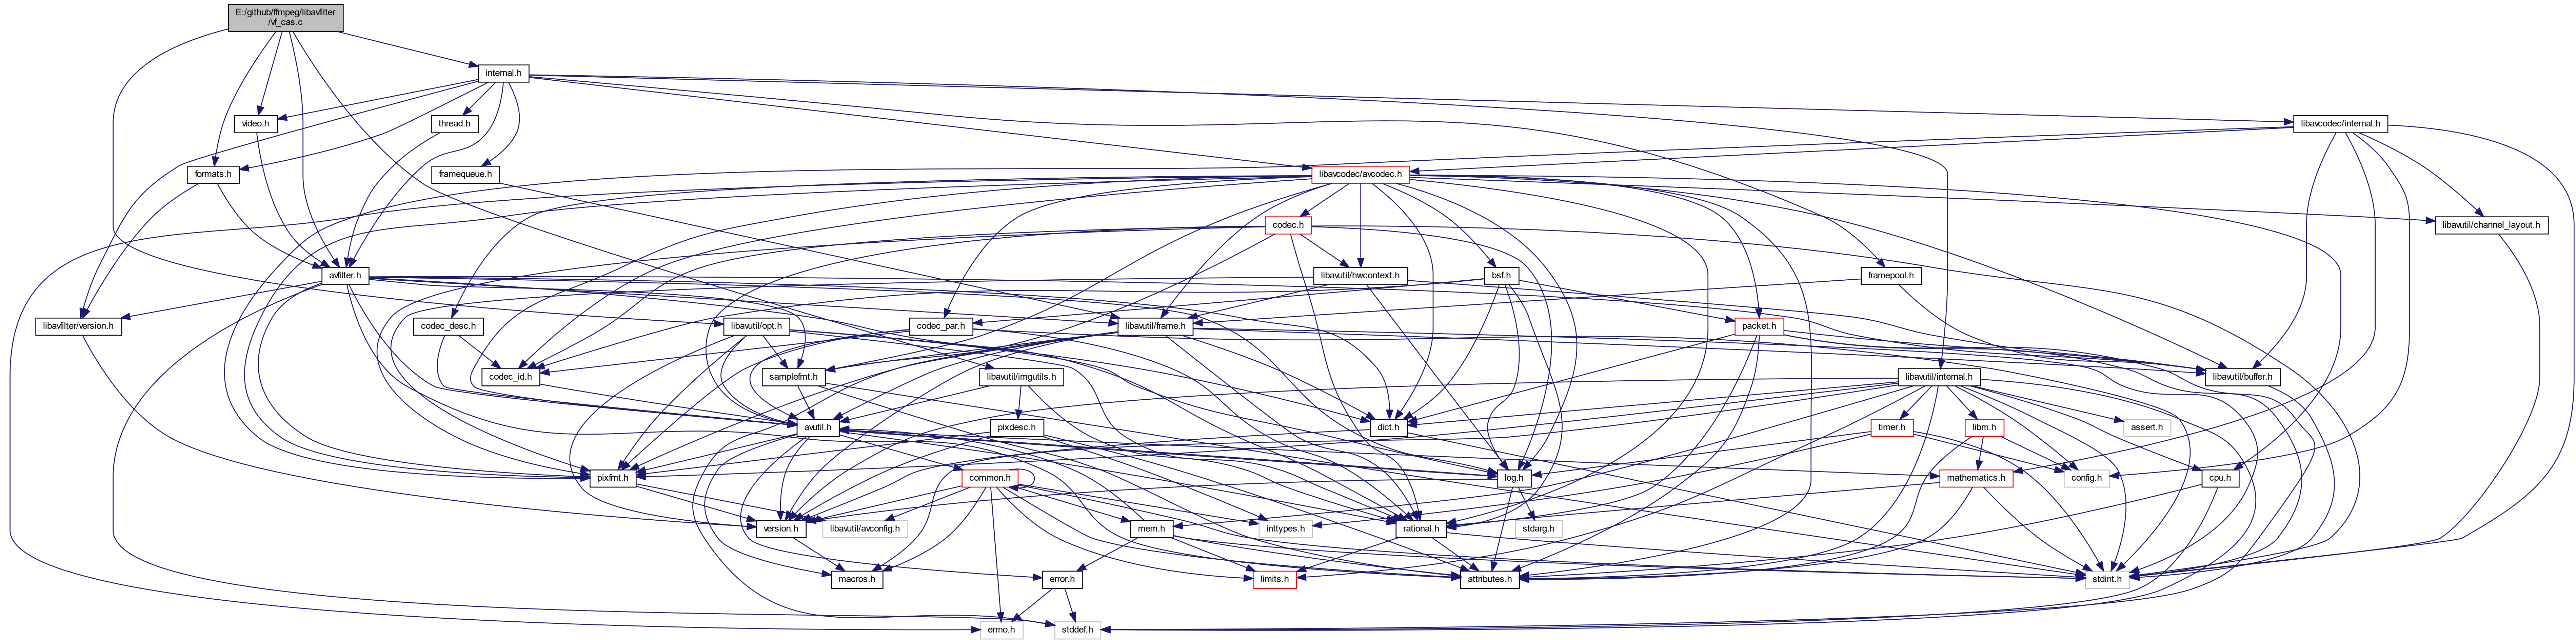 E:/github/ffmpeg/libavfilter
/vf_cas.c
internal.h
video.h
thread.h
libavcodec/internal.h
formats.h
framequeue.h
libavcodec/avcodec.h
codec.h
libavutil/channel_layout.h
avfilter.h
libavutil/hwcontext.h
bsf.h
framepool.h
libavfilter/version.h
codec_desc.h
libavutil/opt.h
codec_par.h
libavutil/frame.h
packet.h
codec_id.h
samplefmt.h
libavutil/imgutils.h
libavutil/internal.h
libavutil/buffer.h
avutil.h
pixdesc.h
dict.h
timer.h
libm.h
assert.h
pixfmt.h
common.h
log.h
mathematics.h
config.h
cpu.h
version.h
libavutil/avconfig.h
mem.h
inttypes.h
rational.h
stdarg.h
macros.h
error.h
limits.h
attributes.h
stdint.h
errno.h
stddef.h